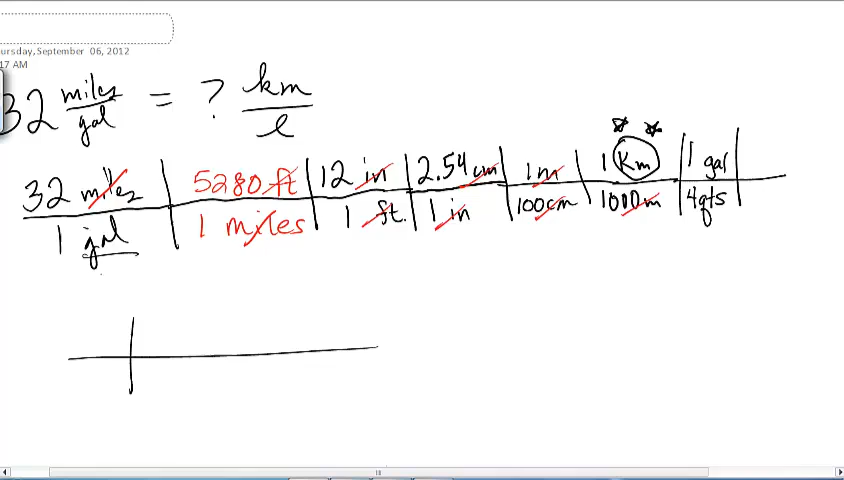 ursday, September 06, 2012
17 AM
32 miles/gal = ? km/l
32 miles | 5280 ft | 12 in | 2.54 cm | 1 m | 1 Km | 1 gal
1 gal | 1 miles | 1 ft. | 1 in | 100 cm | 1000 m | 4 qts